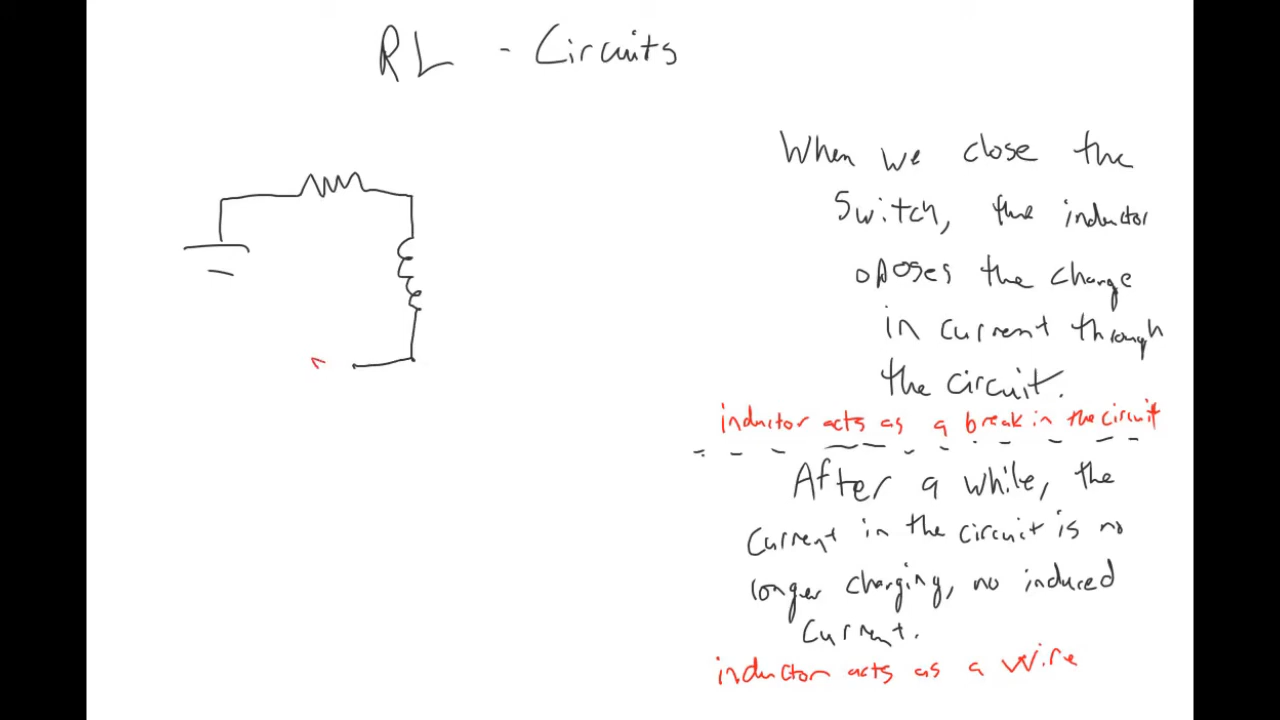 RL - Circuits
When we close the
Switch, the inductor
opposes the change
in current through
the circuit.
inductor acts as a break in the circuit
After a while, the
Current in the circuit is no
longer charging, no induced
Current.
inductor acts as a wire